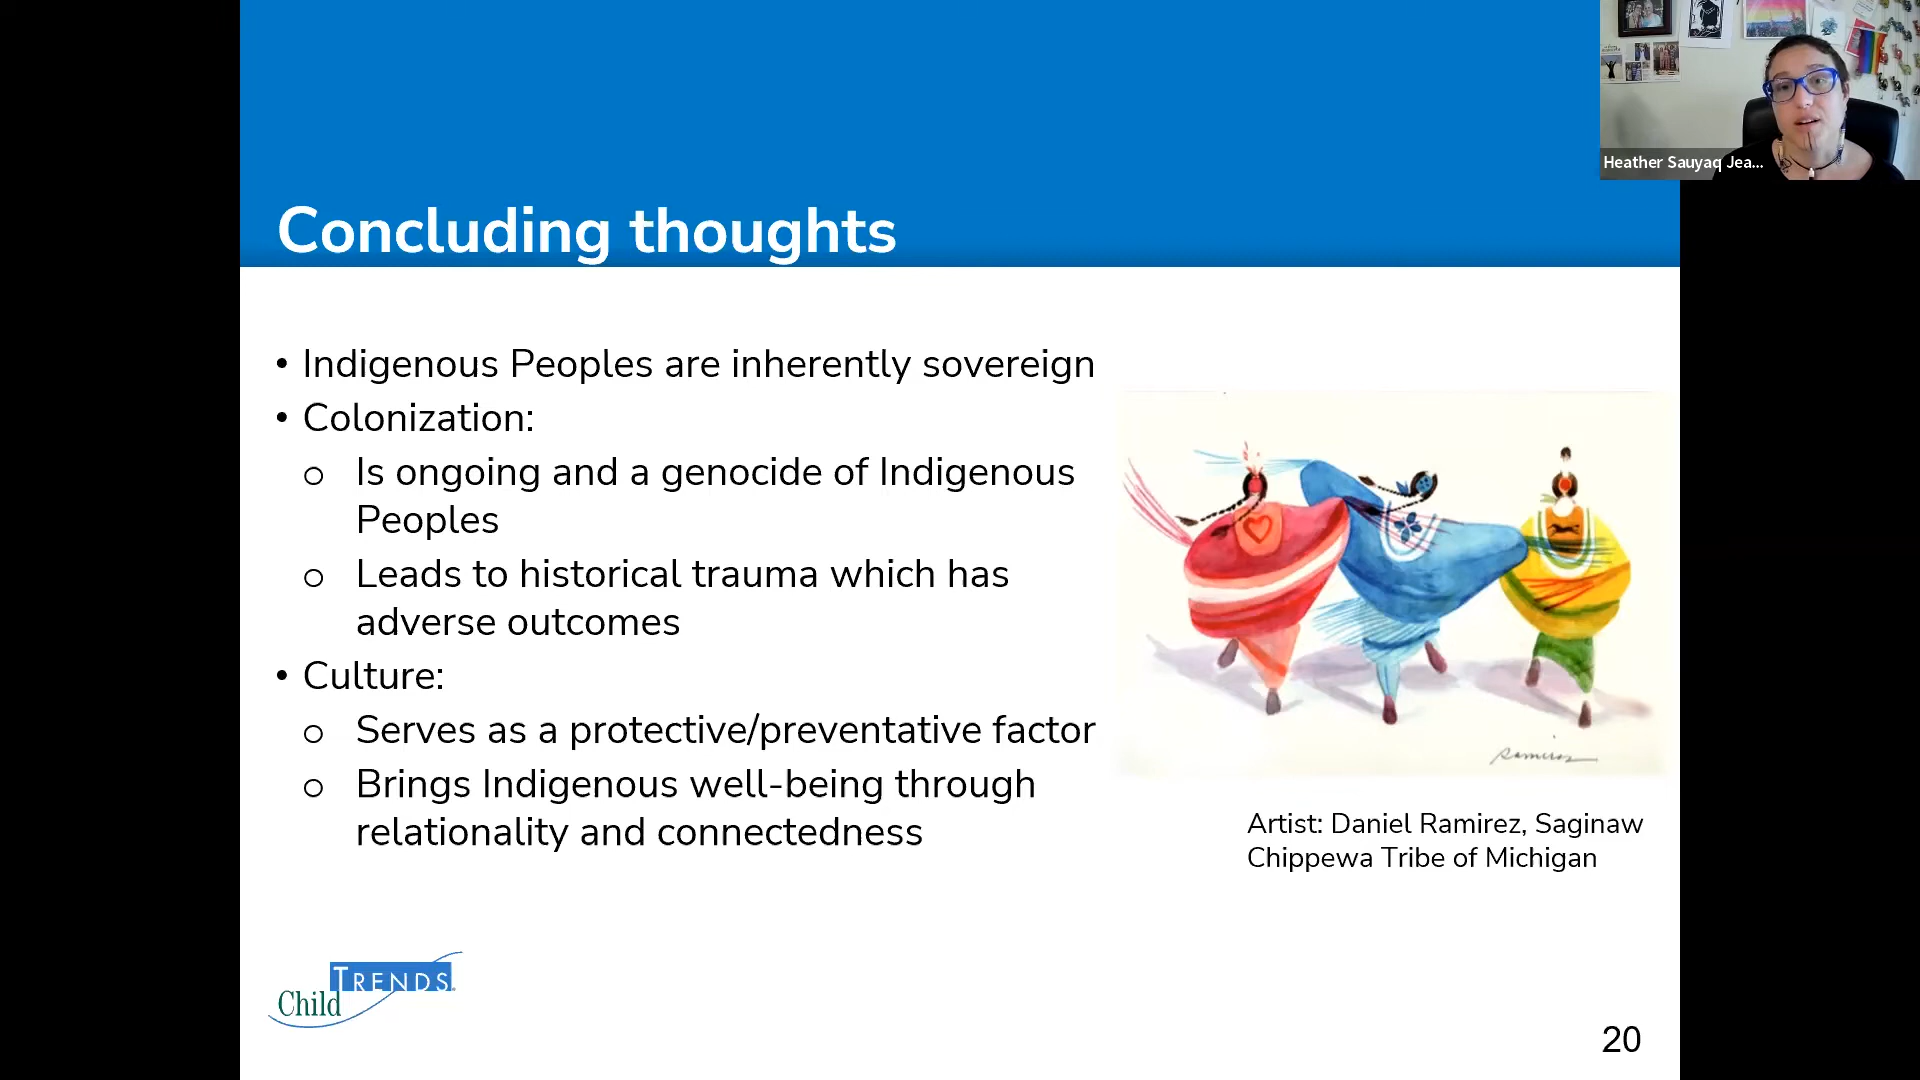 Heather Sauyaq Jea...
Concluding thoughts
• Indigenous Peoples are inherently sovereign
• Colonization:
o Is ongoing and a genocide of Indigenous
Peoples
o Leads to historical trauma which has
adverse outcomes
• Culture:
o Serves as a protective/preventative factor
o Brings Indigenous well-being through
relationality and connectedness
Ramirez
Artist: Daniel Ramirez, Saginaw
Chippewa Tribe of Michigan
Child TRENDS
20